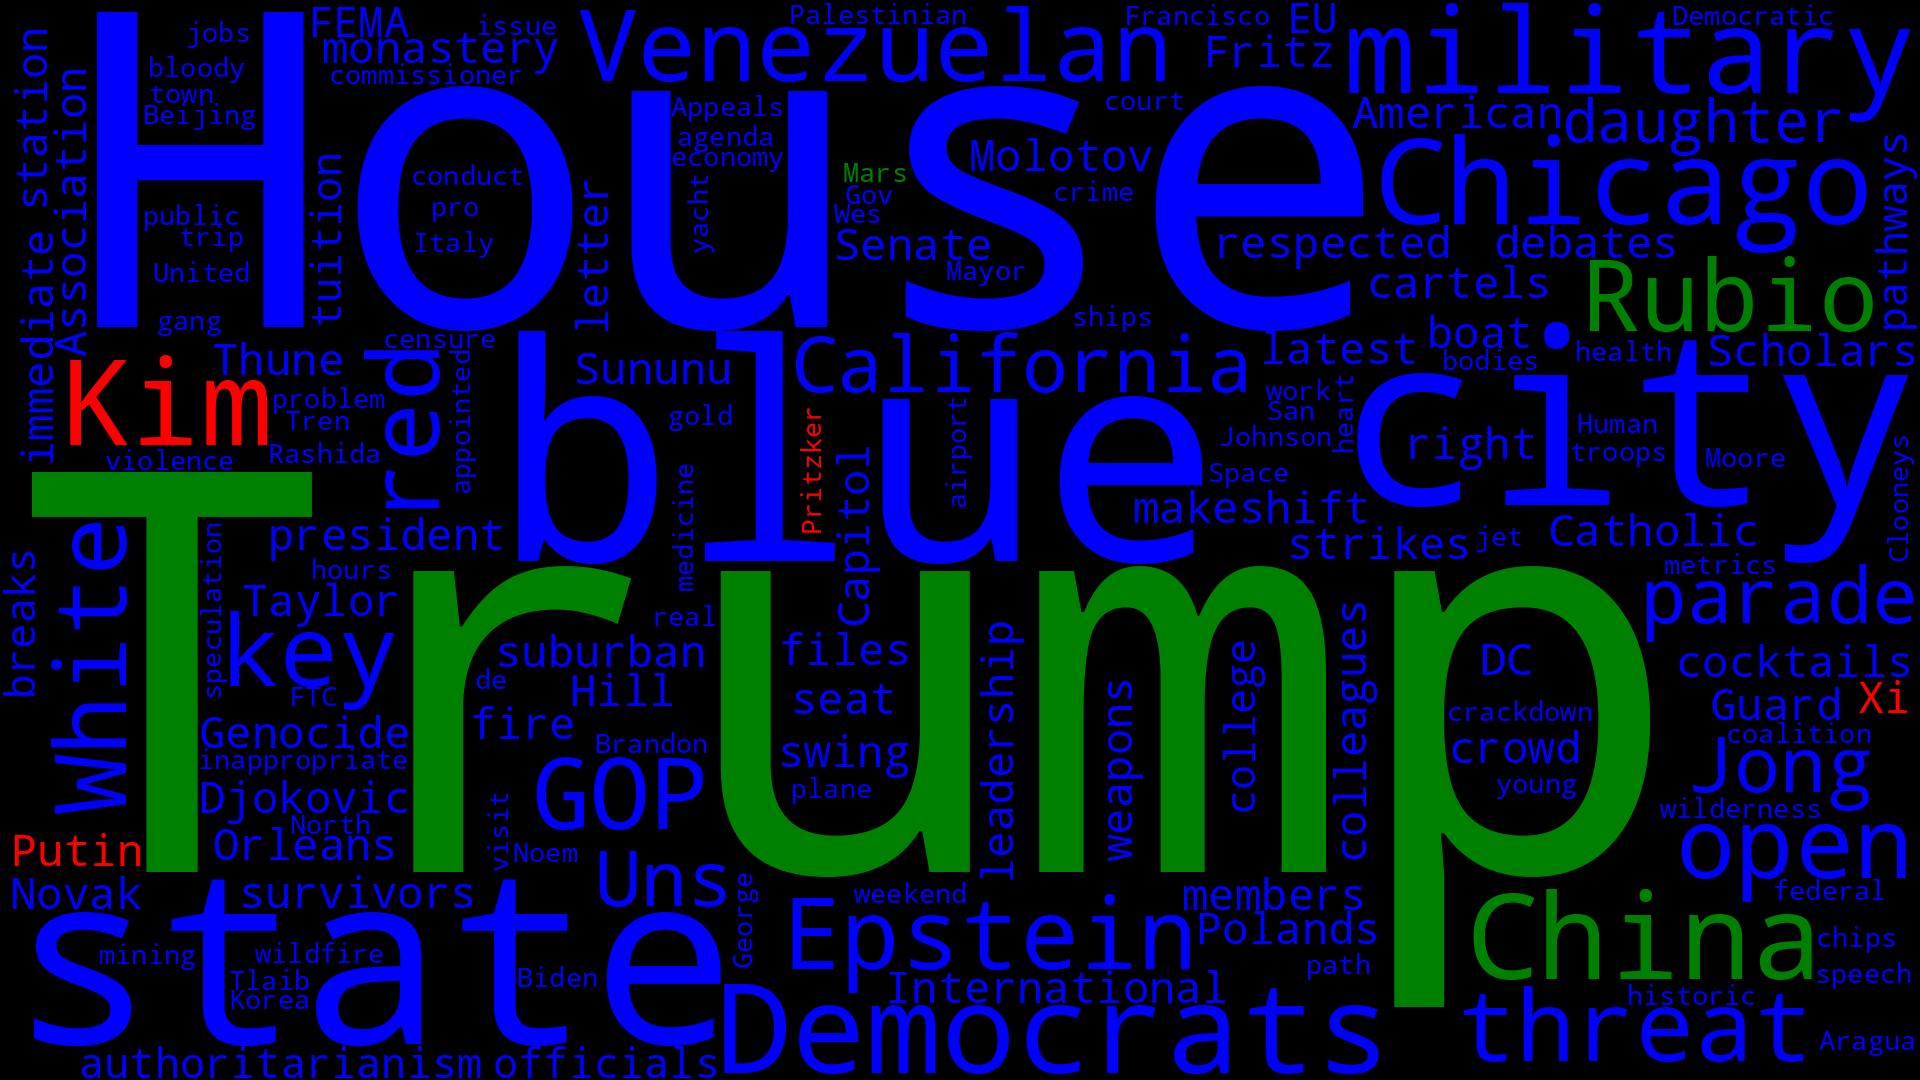 House
Trump
blue
city
state
Venezuelan
military
Chicago
Rubio
California
Kim
White
red
key
GOP
Uns
Epstein
Democrats
China
threat
open
Jong
parade
jobs
FEMA
issue
monastery
commissioner
bloody
town
Beijing
Palestinian
Francisco
EU
Fritz
Democratic
American
daughter
court
Appeals
agenda
economy
yacht
Mars
Gov
Wes
Senate
Mayor
Molotov
crime
respected
debates
cartels
pathways
immediate
station
Association
public
trip
United
gang
tuition
conduct
pro
Italy
letter
censure
ships
latest
boat
bodies
health
Scholars
Thune
problem
Tren
Rashida
violence
appointed
Sununu
gold
medicine
Pritzker
Capitol
airport
work
San
Johnson
heart
Space
right
Human
troops
Moore
Clooneys
makeshift
strikes
jet
Catholic
metrics
president
hours
speculation
breaks
Taylor
FTC
real
suburban
de
Hill
fire
Brandon
files
seat
swing
plane
leadership
weapons
college
colleagues
DC
crackdown
crowd
young
cocktails
Guard
Xi
coalition
wilderness
federal
Genocide
inappropriate
Djokovic
North
Orleans
visit
Noem
Putin
Novak
survivors
mining
wildfire
Tlaib
Korea
Biden
George
weekend
members
Polands
path
International
chips
speech
historic
Aragua
authoritarianism
officials